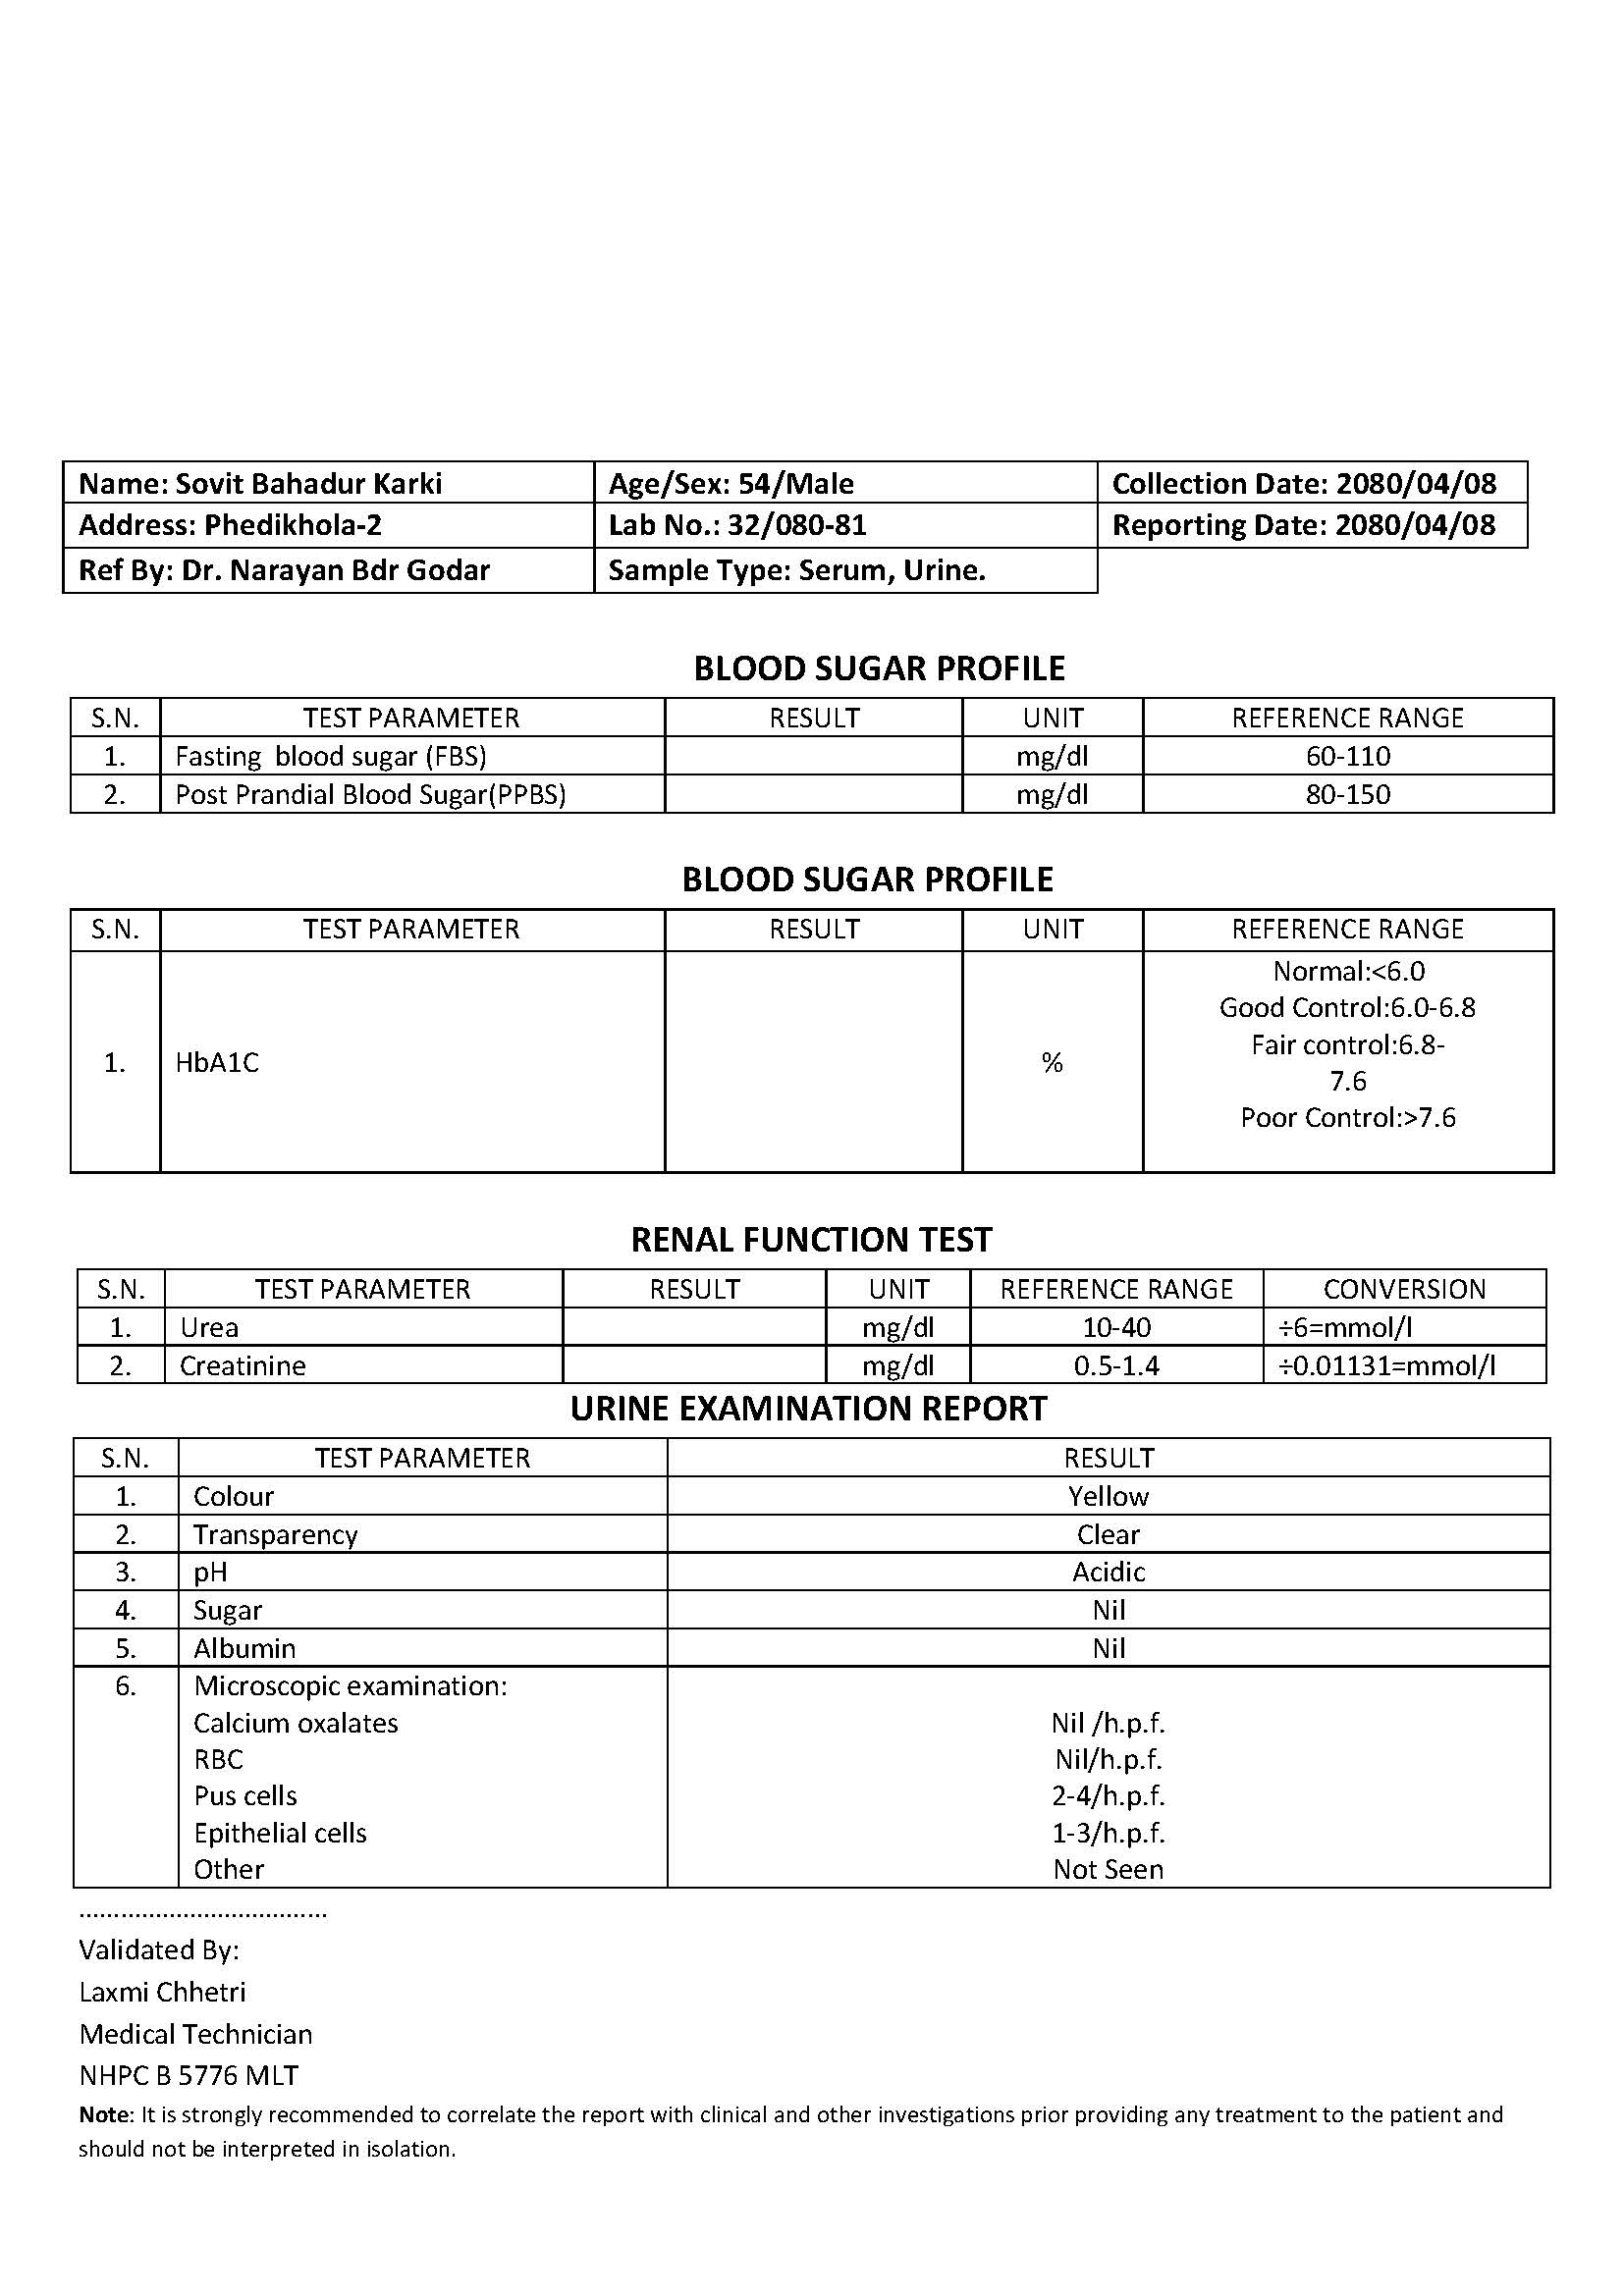 Name: Sovit Bahadur Karki Age/Sex: 54/Male Collection Date: 2080/04/08
Address: Phedikhola-2 Lab No.: 32/080-81 Reporting Date: 2080/04/08
Ref By: Dr. Narayan Bdr Godar Sample Type: Serum, Urine.
BLOOD SUGAR PROFILE
S.N. TEST PARAMETER RESULT UNIT REFERENCE RANGE
1. Fasting blood sugar (FBS) mg/dl 60-110
2. Post Prandial Blood Sugar(PPBS) mg/dl 80-150
BLOOD SUGAR PROFILE
S.N. TEST PARAMETER RESULT UNIT REFERENCE RANGE
Normal:<6.0
Good Control:6.0-6.8
Fair control:6.8-
1. HbA1C % 7.6
Poor Control:>7.6
RENAL FUNCTION TEST
S.N. TEST PARAMETER RESULT UNIT REFERENCE RANGE CONVERSION
1. Urea mg/dl 10-40 ÷6=mmol/l
2. Creatinine mg/dl 0.5-1.4 ÷0.01131=mmol/l
URINE EXAMINATION REPORT
S.N. TEST PARAMETER RESULT
1. Colour Yellow
2. Transparency Clear
3. pH Acidic
4. Sugar Nil
5. Albumin Nil
6. Microscopic examination:
Calcium oxalates Nil /h.p.f.
RBC Nil/h.p.f.
Pus cells 2-4/h.p.f.
Epithelial cells 1-3/h.p.f.
Other Not Seen
....................................
Validated By:
Laxmi Chhetri
Medical Technician
NHPC B 5776 MLT
Note: It is strongly recommended to correlate the report with clinical and other investigations prior providing any treatment to the patient and
should not be interpreted in isolation.